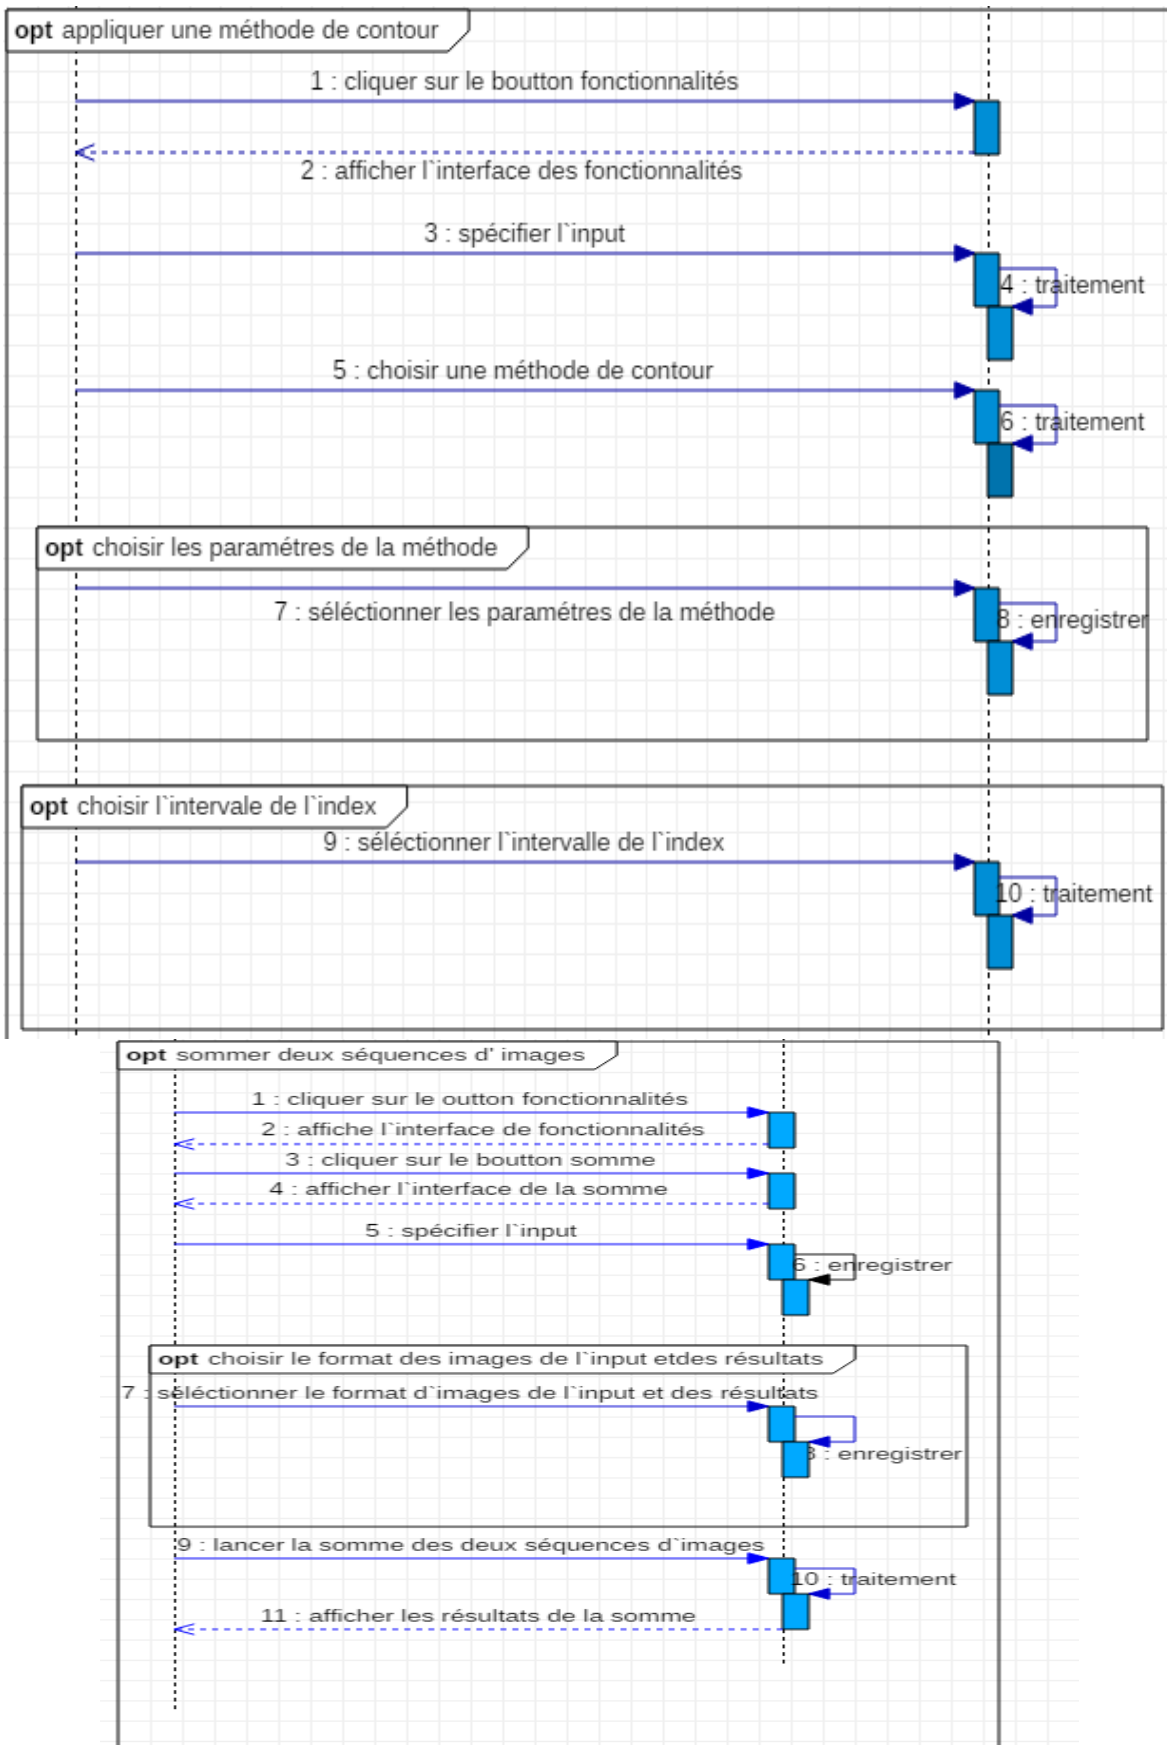 opt appliquer une méthode de contour
1 : cliquer sur le boutton fonctionnalités
2 : afficher l`interface des fonctionnalités
3 : spécifier l`input
4 : traitement
5 : choisir une méthode de contour
6 : traitement
opt choisir les paramétres de la méthode
7 : séléctionner les paramétres de la méthode
8 : enregistrer
opt choisir l`intervale de l`index
9 : séléctionner l`intervalle de l`index
10 : traitement
opt sommer deux séquences d' images
1 : cliquer sur le outton fonctionnalités
2 : affiche l`interface de fonctionnalités
3 : cliquer sur le boutton somme
4 : afficher l`interface de la somme
5 : spécifier l`input
6 : enregistrer
opt choisir le format des images de l`input etdes résultats
7 : séléctionner le format d`images de l`input et des résultats
8 : enregistrer
9 : lancer la somme des deux séquences d`images
10 : traitement
11 : afficher les résultats de la somme